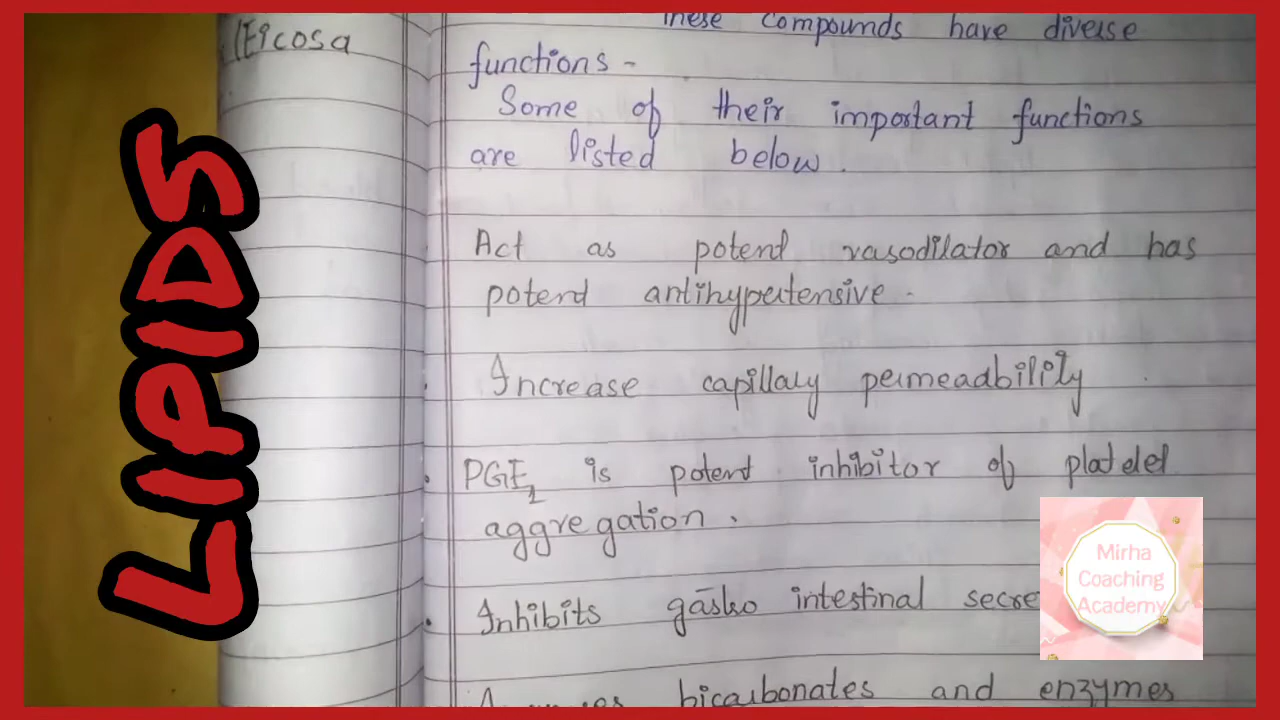 LIPIDS
(Eicosa
These compounds have diverse
functions -
Some of their important functions
are listed below.
Act as potent vasodilator and has
potent antihypertensive.
Increase capillary permeadbility
PGE2 is potent inhibitor of platelet
aggregation.
Inhibits gastro intestinal secre
bicarbonates and enzymes
Mirha
Coaching
Academy